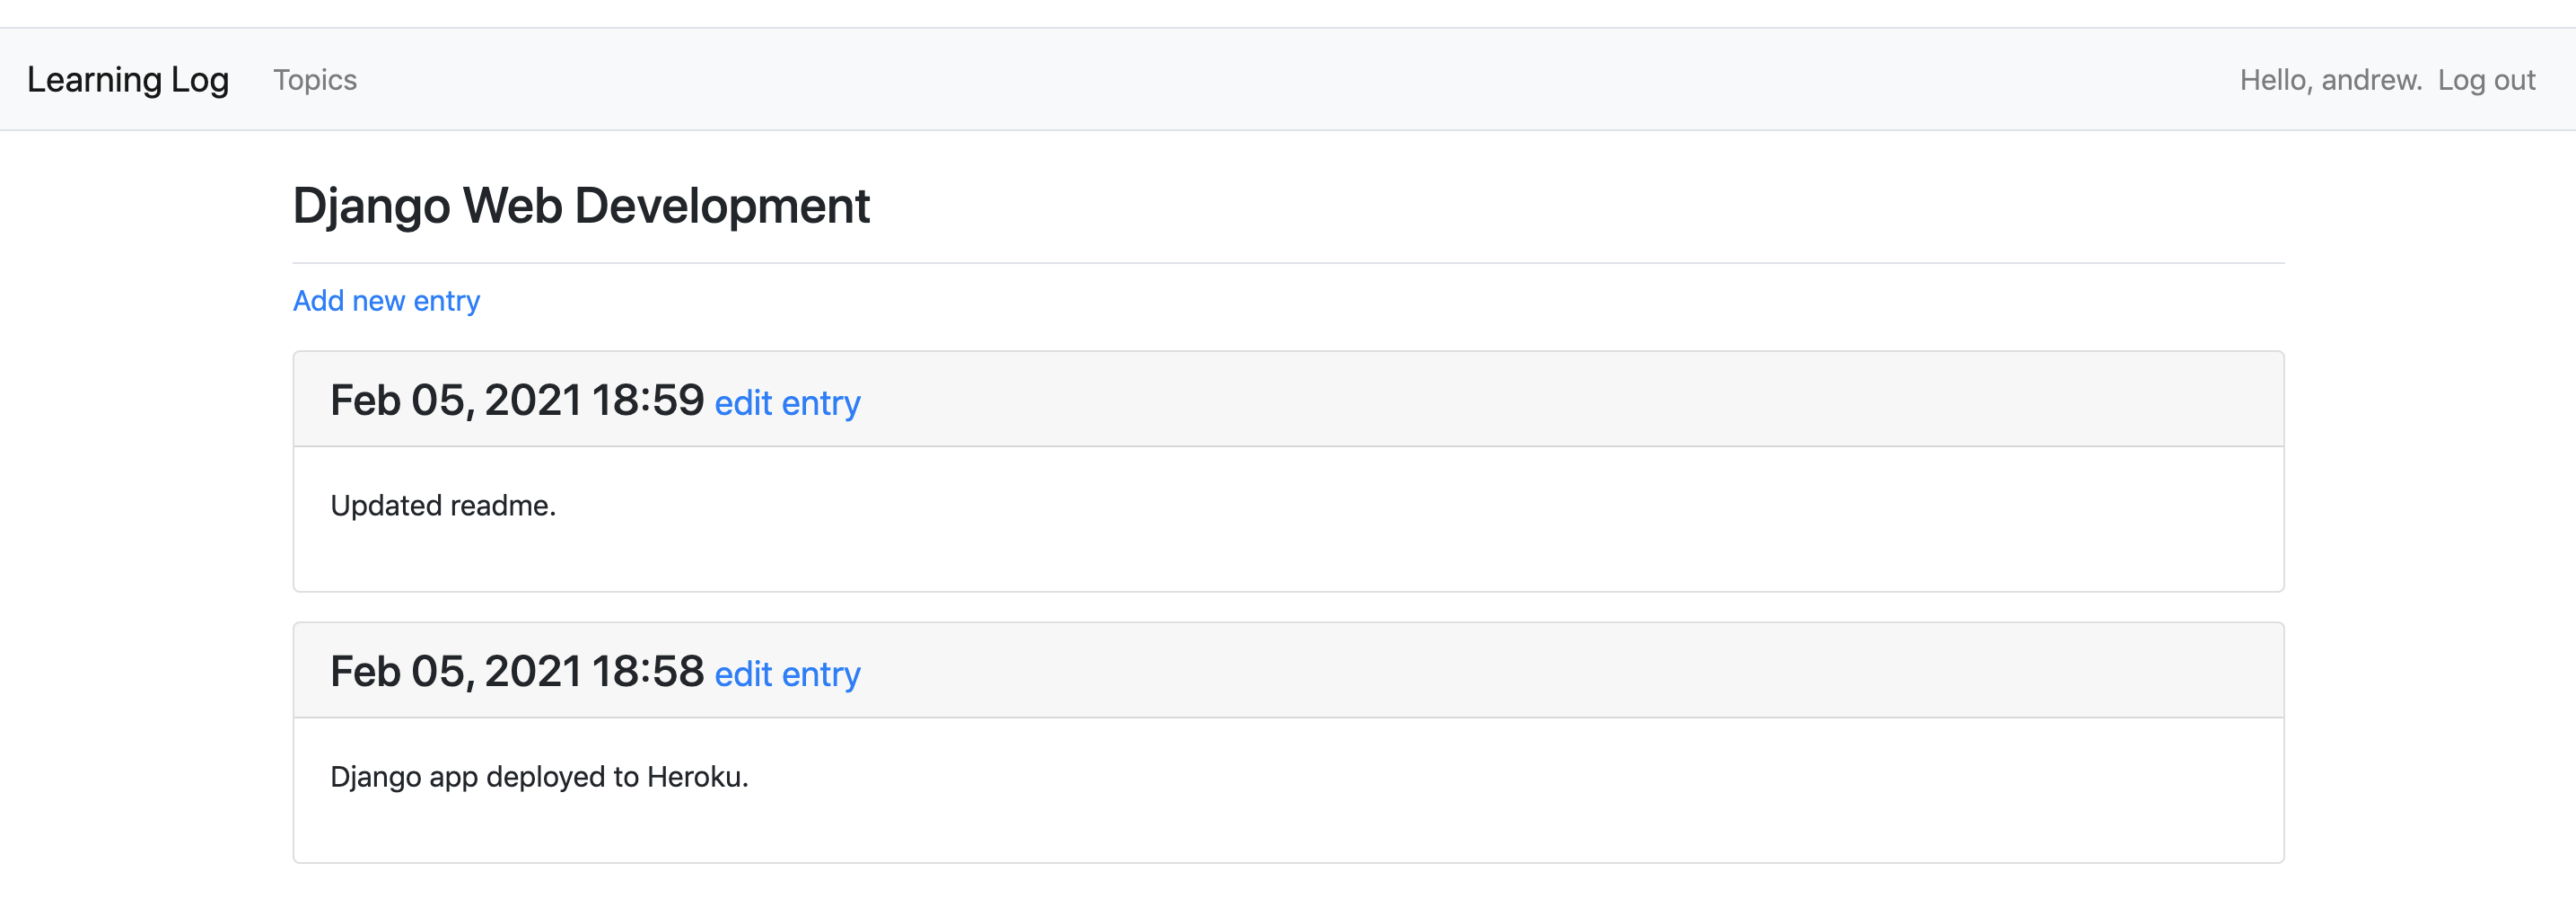 Learning Log Topics Hello, andrew. Log out
Django Web Development
Add new entry
Feb 05, 2021 18:59 edit entry
Updated readme.
Feb 05, 2021 18:58 edit entry
Django app deployed to Heroku.